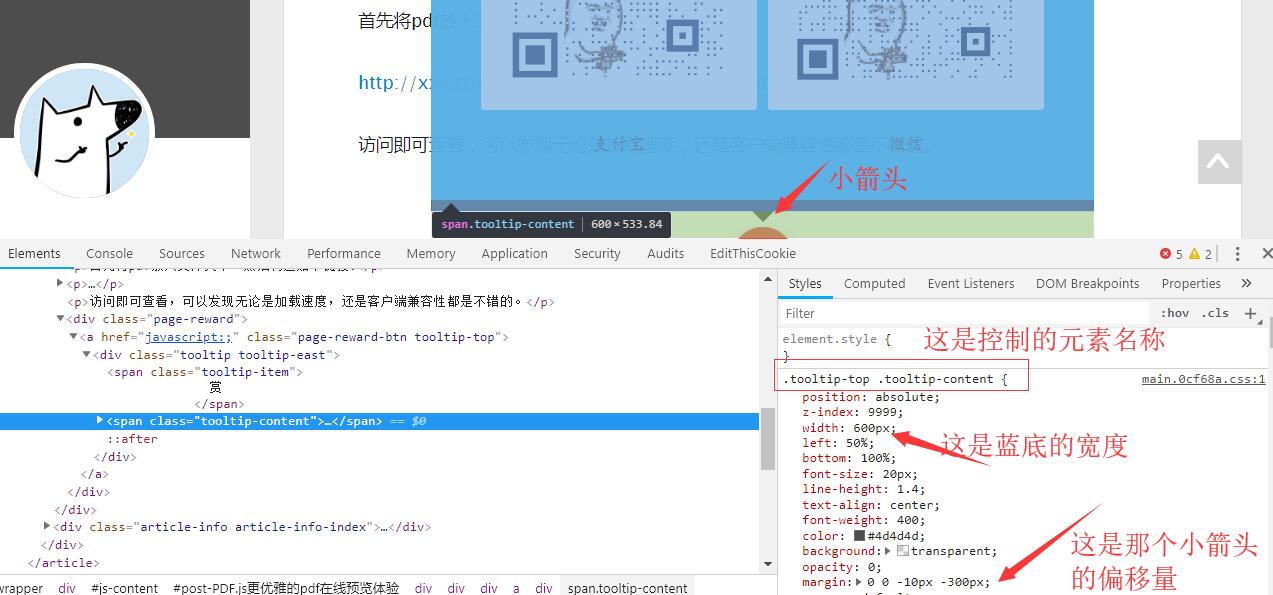 首先将pdf放入
http://xx
访问即可查看，可以发现无论是加载速度，还是客户端兼容性都是不错的。
支付宝
微信
小箭头
span.tooltip-content | 600×533.84
Elements Console Sources Network Performance Memory Application Security Audits EditThisCookie 5 2
<p>…</p>
<p>访问即可查看，可以发现无论是加载速度，还是客户端兼容性都是不错的。</p>
<div class="page-reward">
<a href="javascript:;" class="page-reward-btn tooltip-top">
<div class="tooltip tooltip-east">
<span class="tooltip-item">
赏
</span>
<span class="tooltip-content">…</span> == $0
::after
</div>
</a>
</div>
</div>
<div class="article-info article-info-index">…</div>
</div>
</article>
wrapper div #js-content #post-PDF.js更优雅的pdf在线预览体验 div div div a div span.tooltip-content
Styles Computed Event Listeners DOM Breakpoints Properties »
Filter :hov .cls +
element.style {
}
这是控制的元素名称
.tooltip-top .tooltip-content { main.0cf68a.css:1
position: absolute;
z-index: 9999;
width: 600px;
这是蓝底的宽度
left: 50%;
bottom: 100%;
font-size: 20px;
line-height: 1.4;
text-align: center;
font-weight: 400;
color: #4d4d4d;
background: transparent;
opacity: 0;
margin: 0 0 -10px -300px;
这是那个小箭头
的偏移量